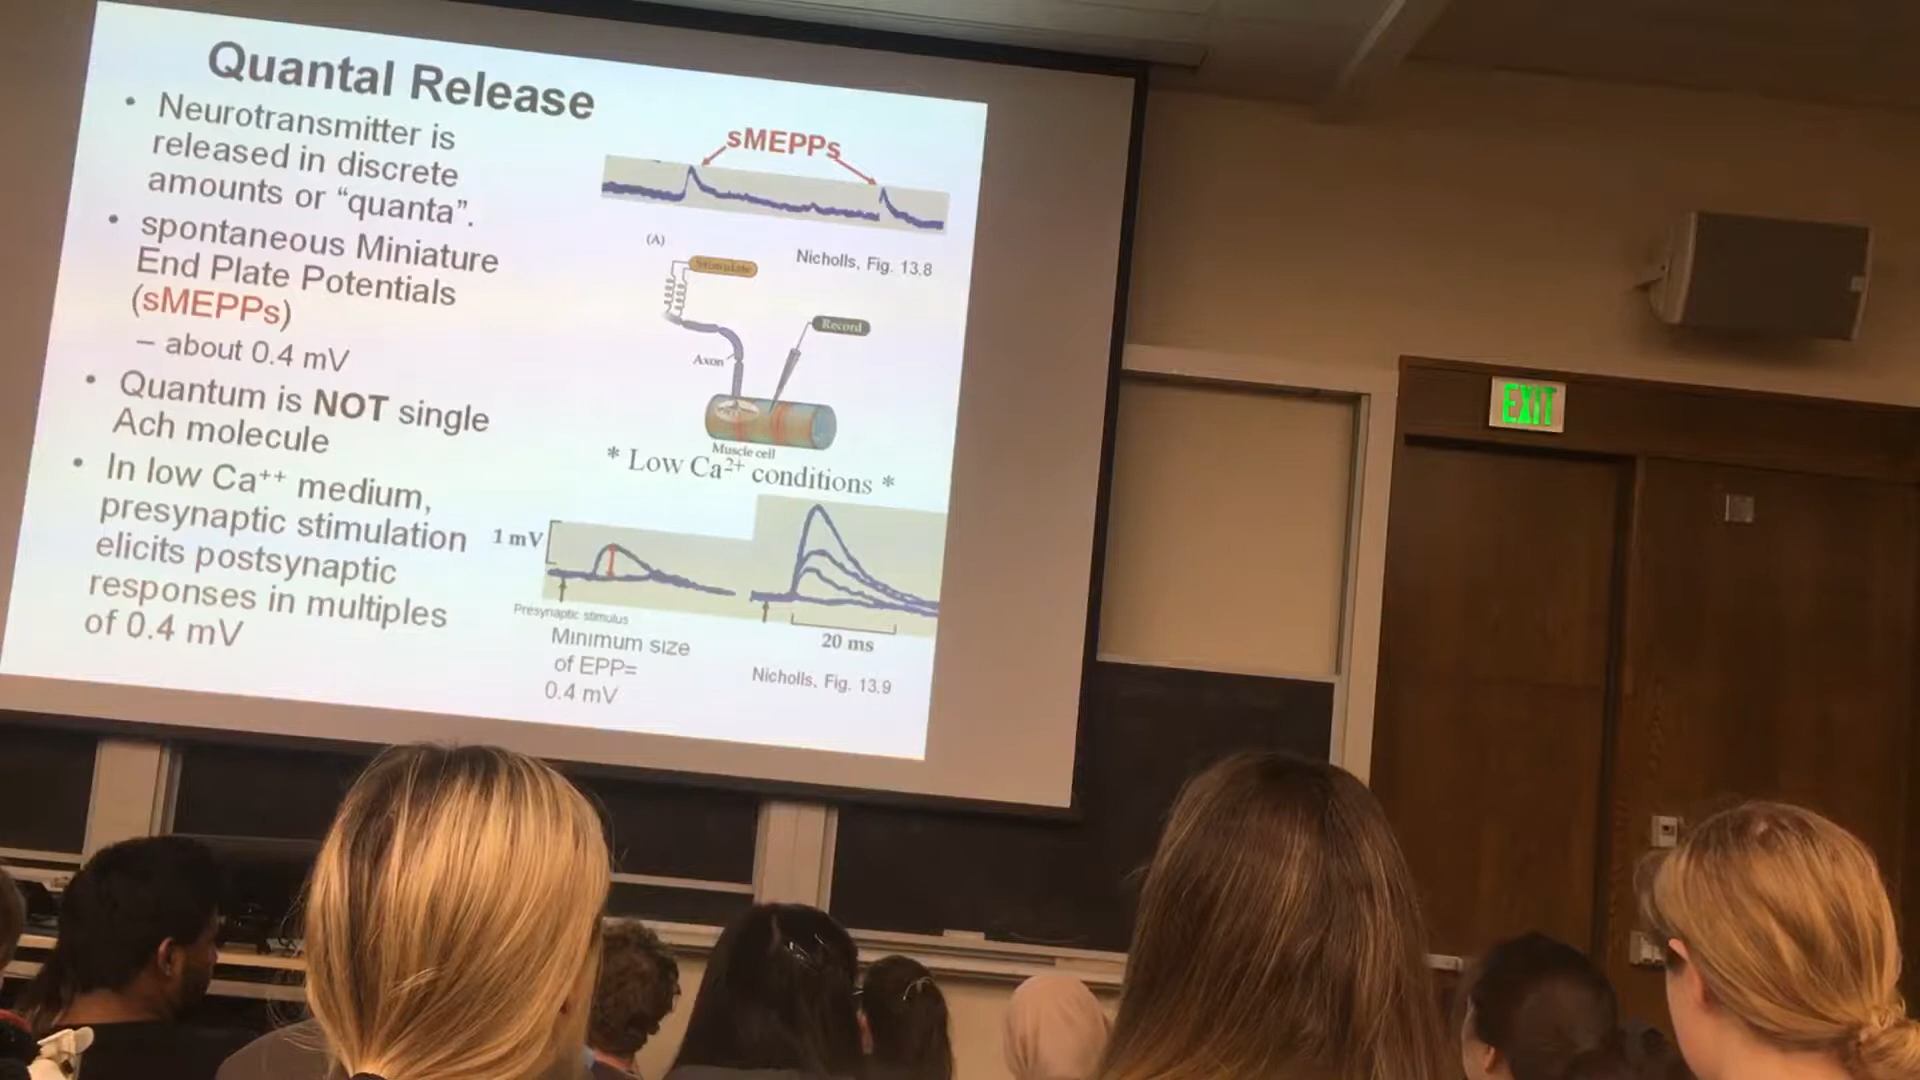 Quantal Release
• Neurotransmitter is
released in discrete
amounts or “quanta”.
• spontaneous Miniature
End Plate Potentials
(sMEPPs)
– about 0.4 mV
• Quantum is NOT single
Ach molecule
• In low Ca⁺⁺ medium,
presynaptic stimulation
elicits postsynaptic
responses in multiples
of 0.4 mV
sMEPPs
(A)
Nicholls, Fig. 13.8
Stimulate
Record
Axon
Muscle cell
* Low Ca²⁺ conditions *
1 mV
Presynaptic stimulus
Minimum size
of EPP=
0.4 mV
20 ms
Nicholls, Fig. 13.9
EXIT